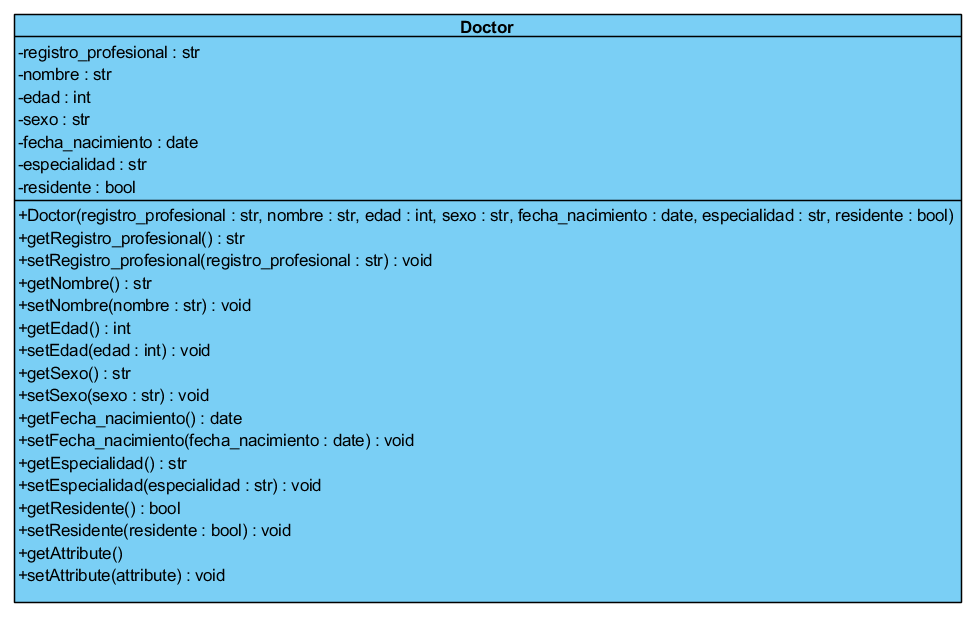 Doctor
-registro_profesional : str
-nombre : str
-edad : int
-sexo : str
-fecha_nacimiento : date
-especialidad : str
-residente : bool
+Doctor(registro_profesional : str, nombre : str, edad : int, sexo : str, fecha_nacimiento : date, especialidad : str, residente : bool)
+getRegistro_profesional() : str
+setRegistro_profesional(registro_profesional : str) : void
+getNombre() : str
+setNombre(nombre : str) : void
+getEdad() : int
+setEdad(edad : int) : void
+getSexo() : str
+setSexo(sexo : str) : void
+getFecha_nacimiento() : date
+setFecha_nacimiento(fecha_nacimiento : date) : void
+getEspecialidad() : str
+setEspecialidad(especialidad : str) : void
+getResidente() : bool
+setResidente(residente : bool) : void
+getAttribute()
+setAttribute(attribute) : void